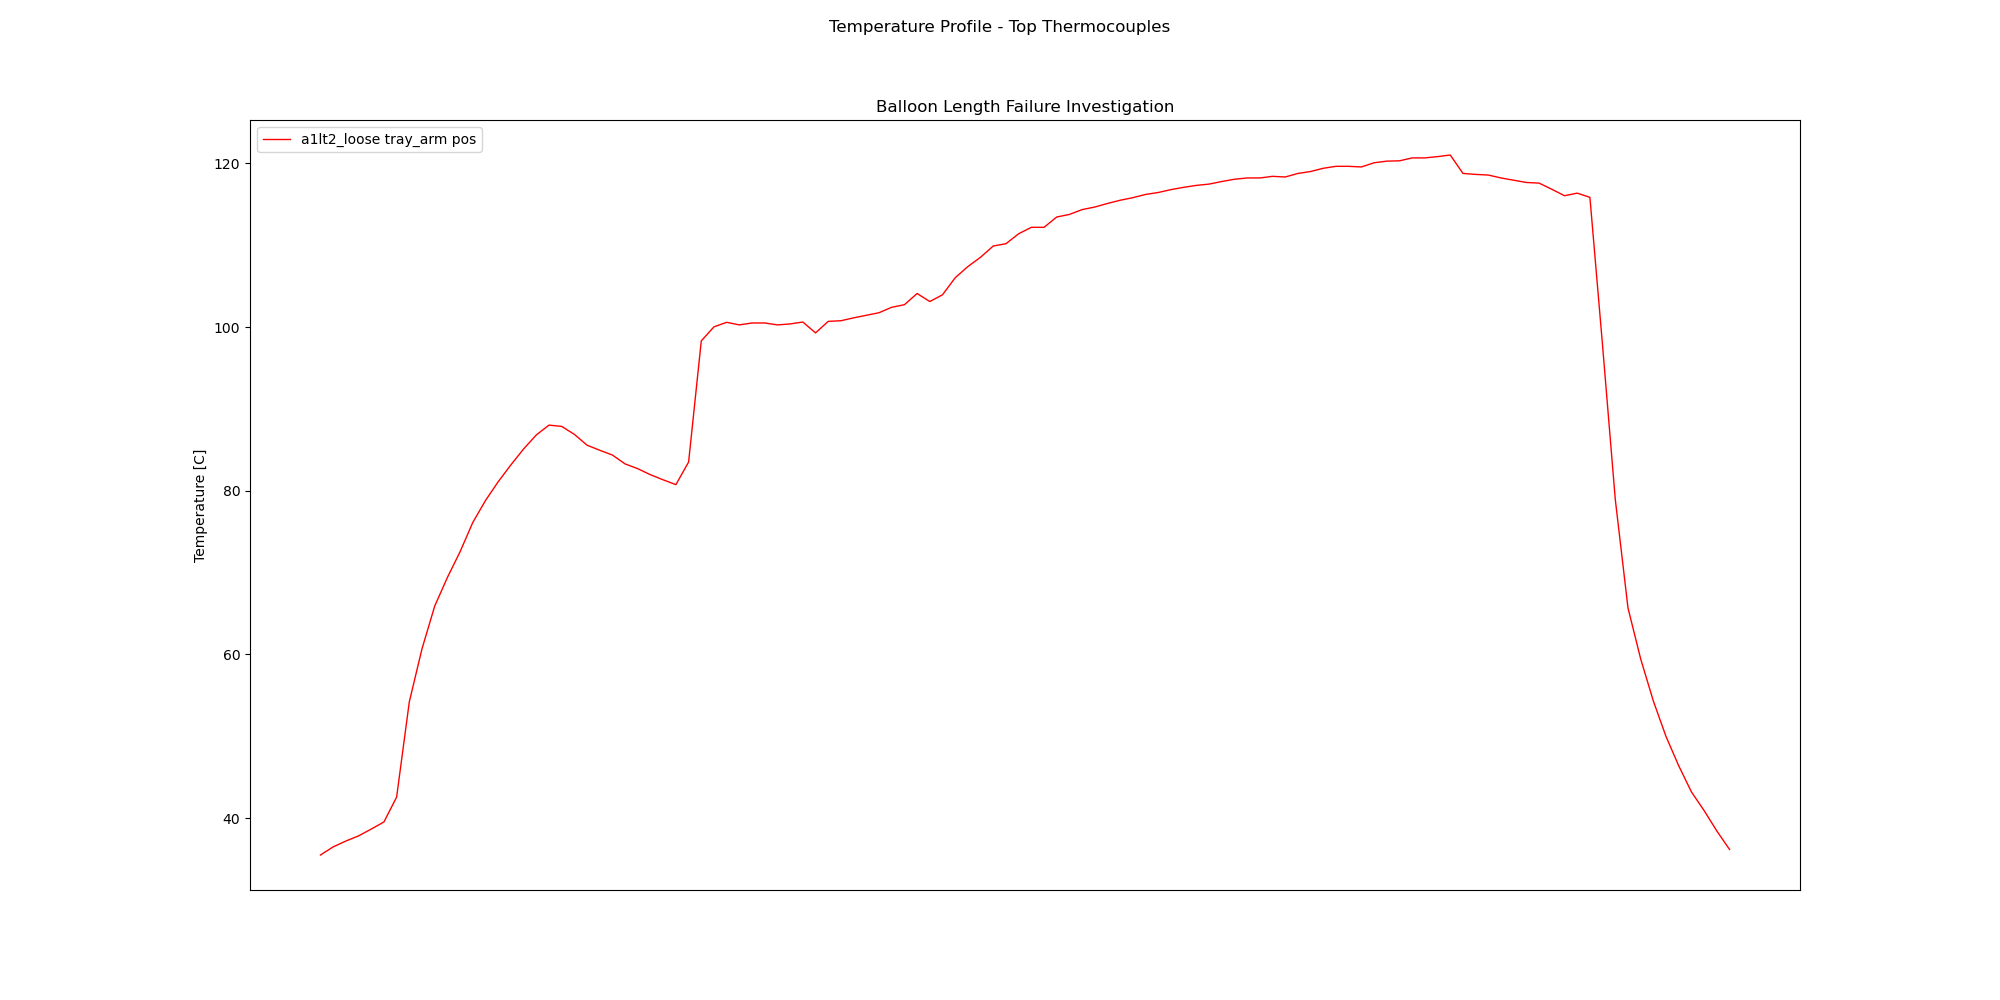 Temperature Profile - Top Thermocouples
Balloon Length Failure Investigation
a1lt2_loose tray_arm pos
120
100
80
60
40
Temperature [C]